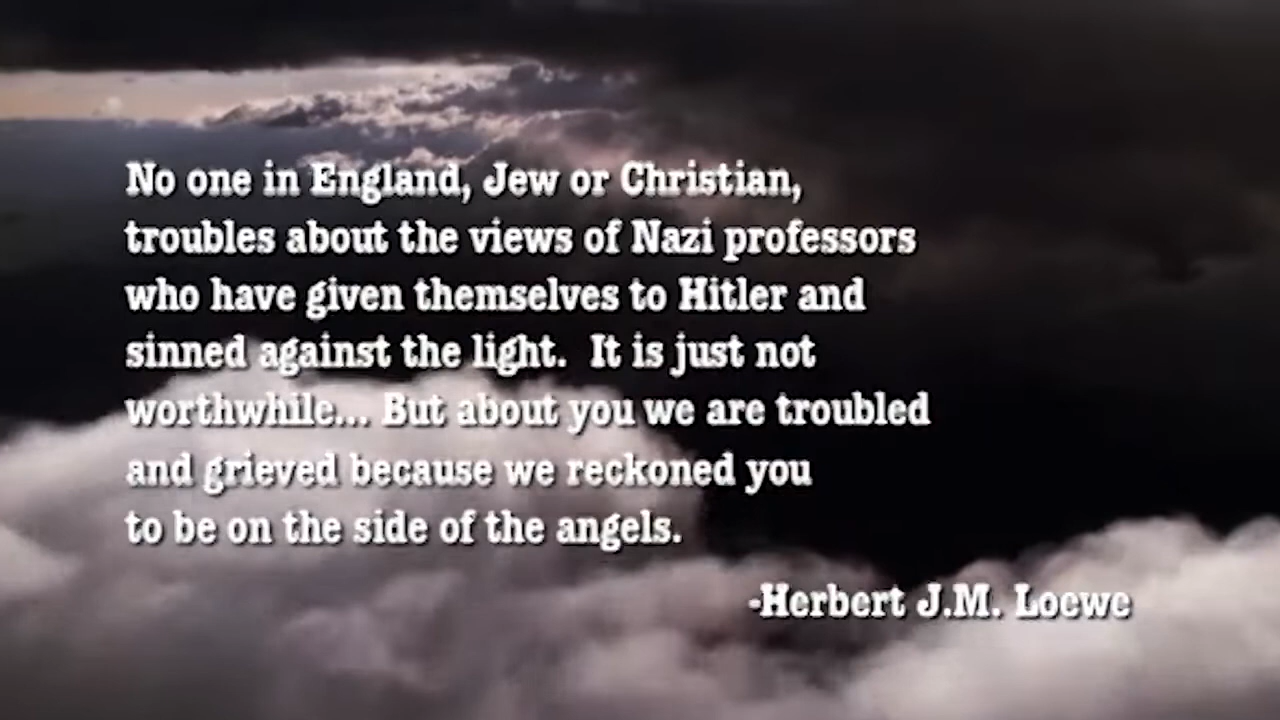 No one in England, Jew or Christian,
troubles about the views of Nazi professors
who have given themselves to Hitler and
sinned against the light.  It is just not
worthwhile... But about you we are troubled
and grieved because we reckoned you
to be on the side of the angels.
-Herbert J.M. Loewe